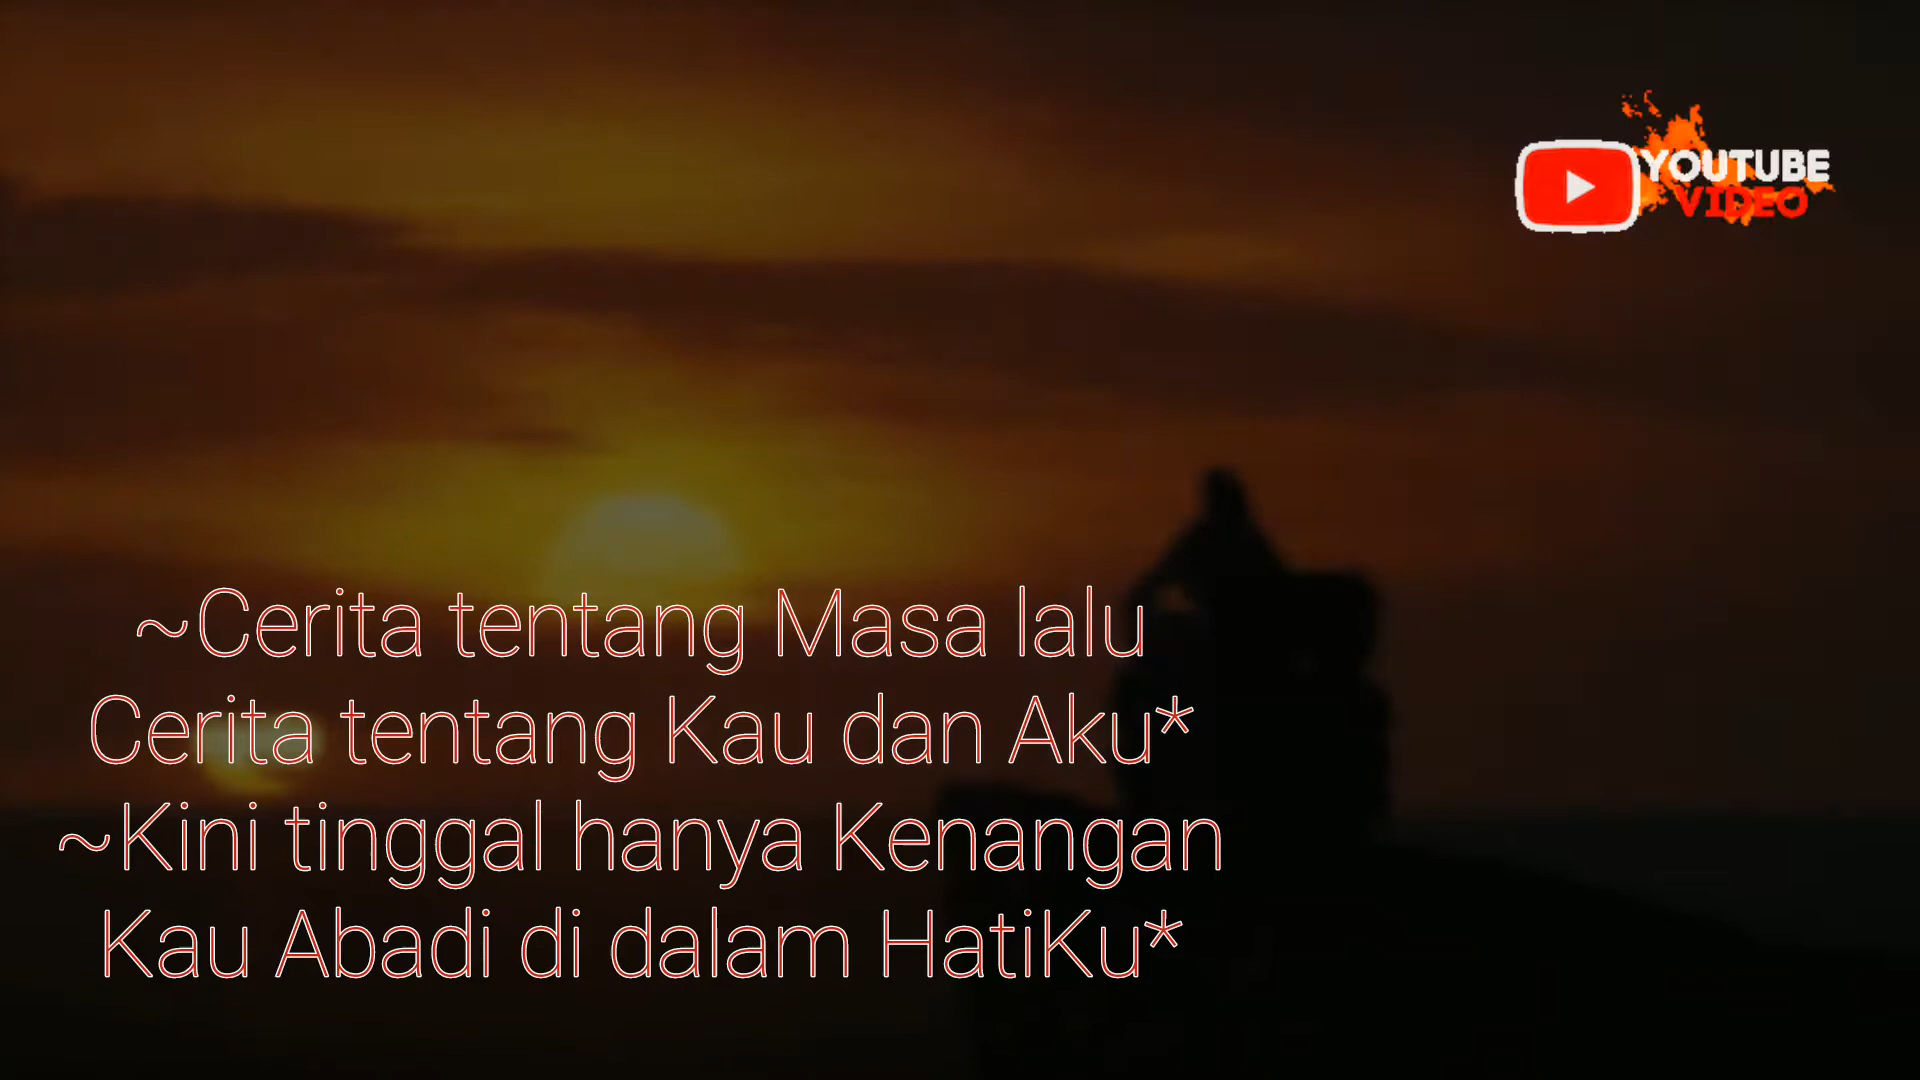 YOUTUBE
VIDEO
~Cerita tentang Masa lalu
Cerita tentang Kau dan Aku*
~Kini tinggal hanya Kenangan
Kau Abadi di dalam HatiKu*